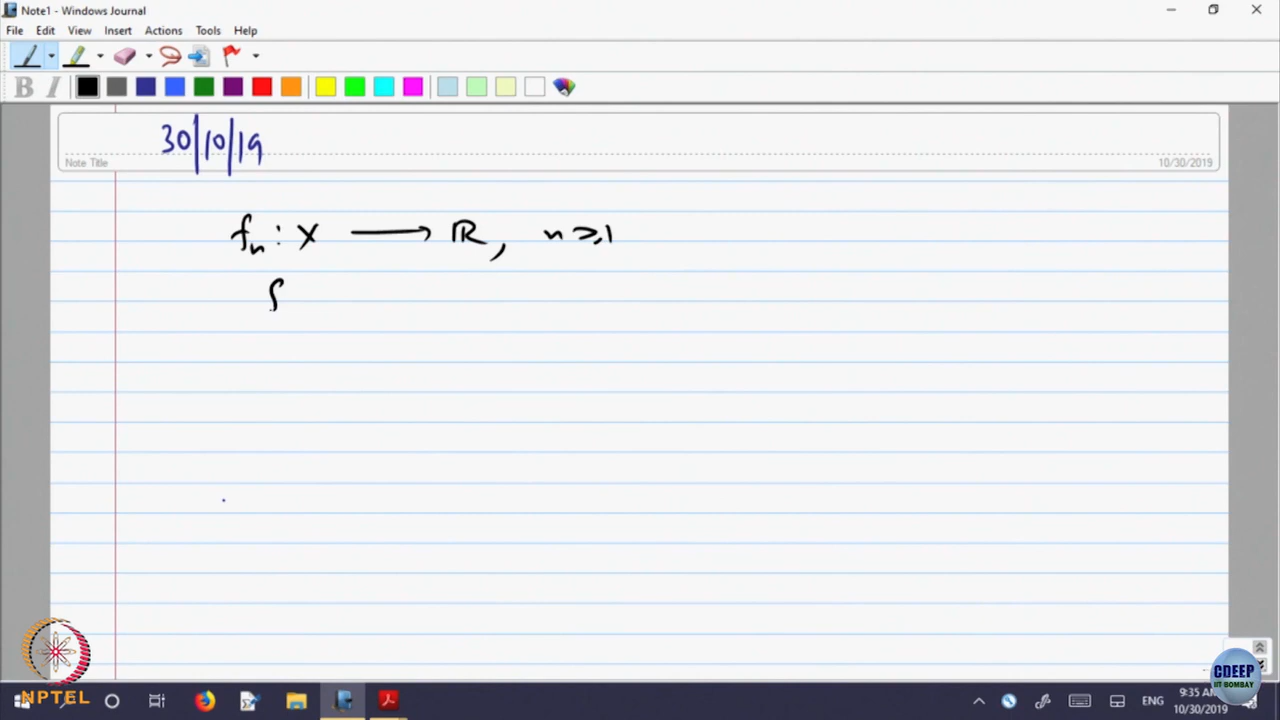 Note1 - Windows Journal
File Edit View Insert Actions Tools Help
B I
30/10/19
Note Title
10/30/2019
fₙ : X ⟶ ℝ, n ≥ 1
NPTEL
CDEEP
IIT BOMBAY
ENG
9:35 AM
10/30/2019